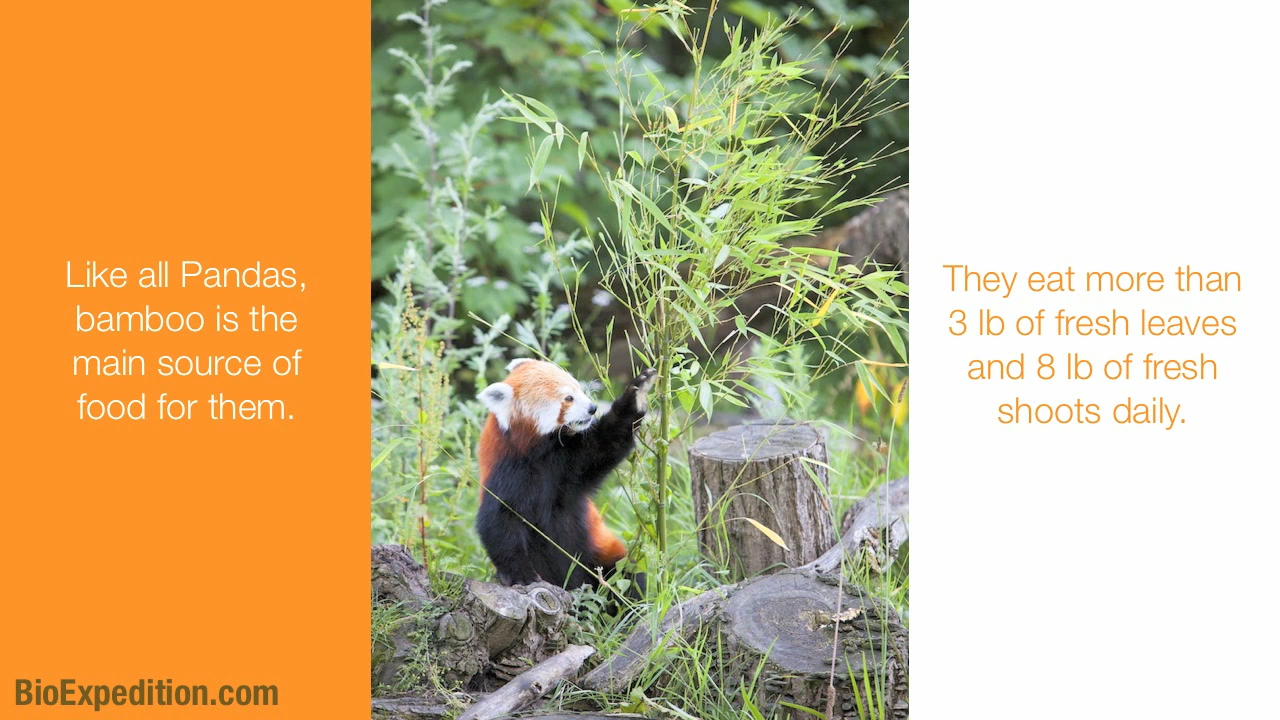 Like all Pandas,
bamboo is the
main source of
food for them.
They eat more than
3 lb of fresh leaves
and 8 lb of fresh
shoots daily.
BioExpedition.com